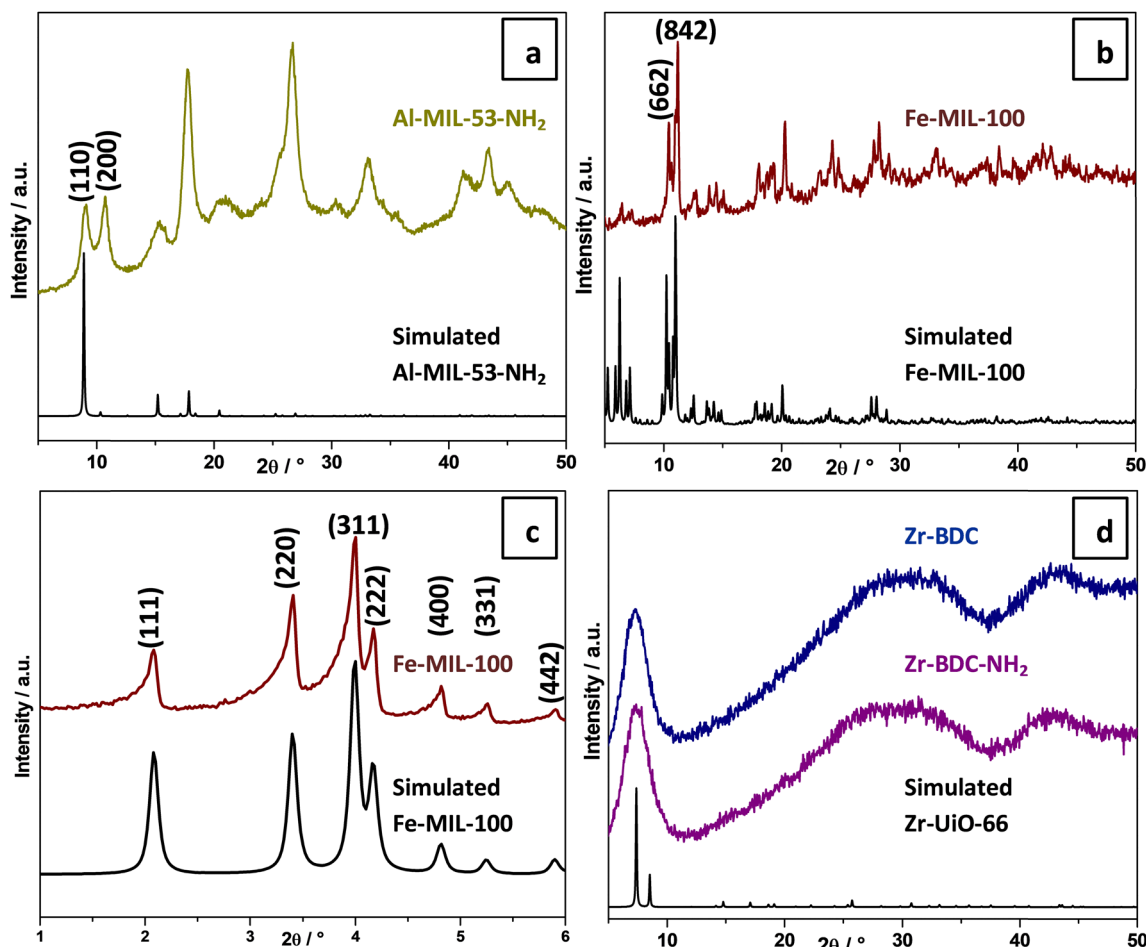 a
Al-MIL-53-NH₂
(110)
(200)
Simulated
Al-MIL-53-NH₂
Intensity / a.u.
10 20 30 40 50
2θ / °
b
(842)
(662)
Fe-MIL-100
Simulated
Fe-MIL-100
Intensity / a.u.
10 20 30 40 50
2θ / °
c
(111)
(220)
(311)
(222)
(400)
(331)
(442)
Fe-MIL-100
Simulated
Fe-MIL-100
Intensity / a.u.
1 2 3 4 5 6
2θ / °
d
Zr-BDC
Zr-BDC-NH₂
Simulated
Zr-UiO-66
Intensity / a.u.
10 20 30 40 50
2θ / °